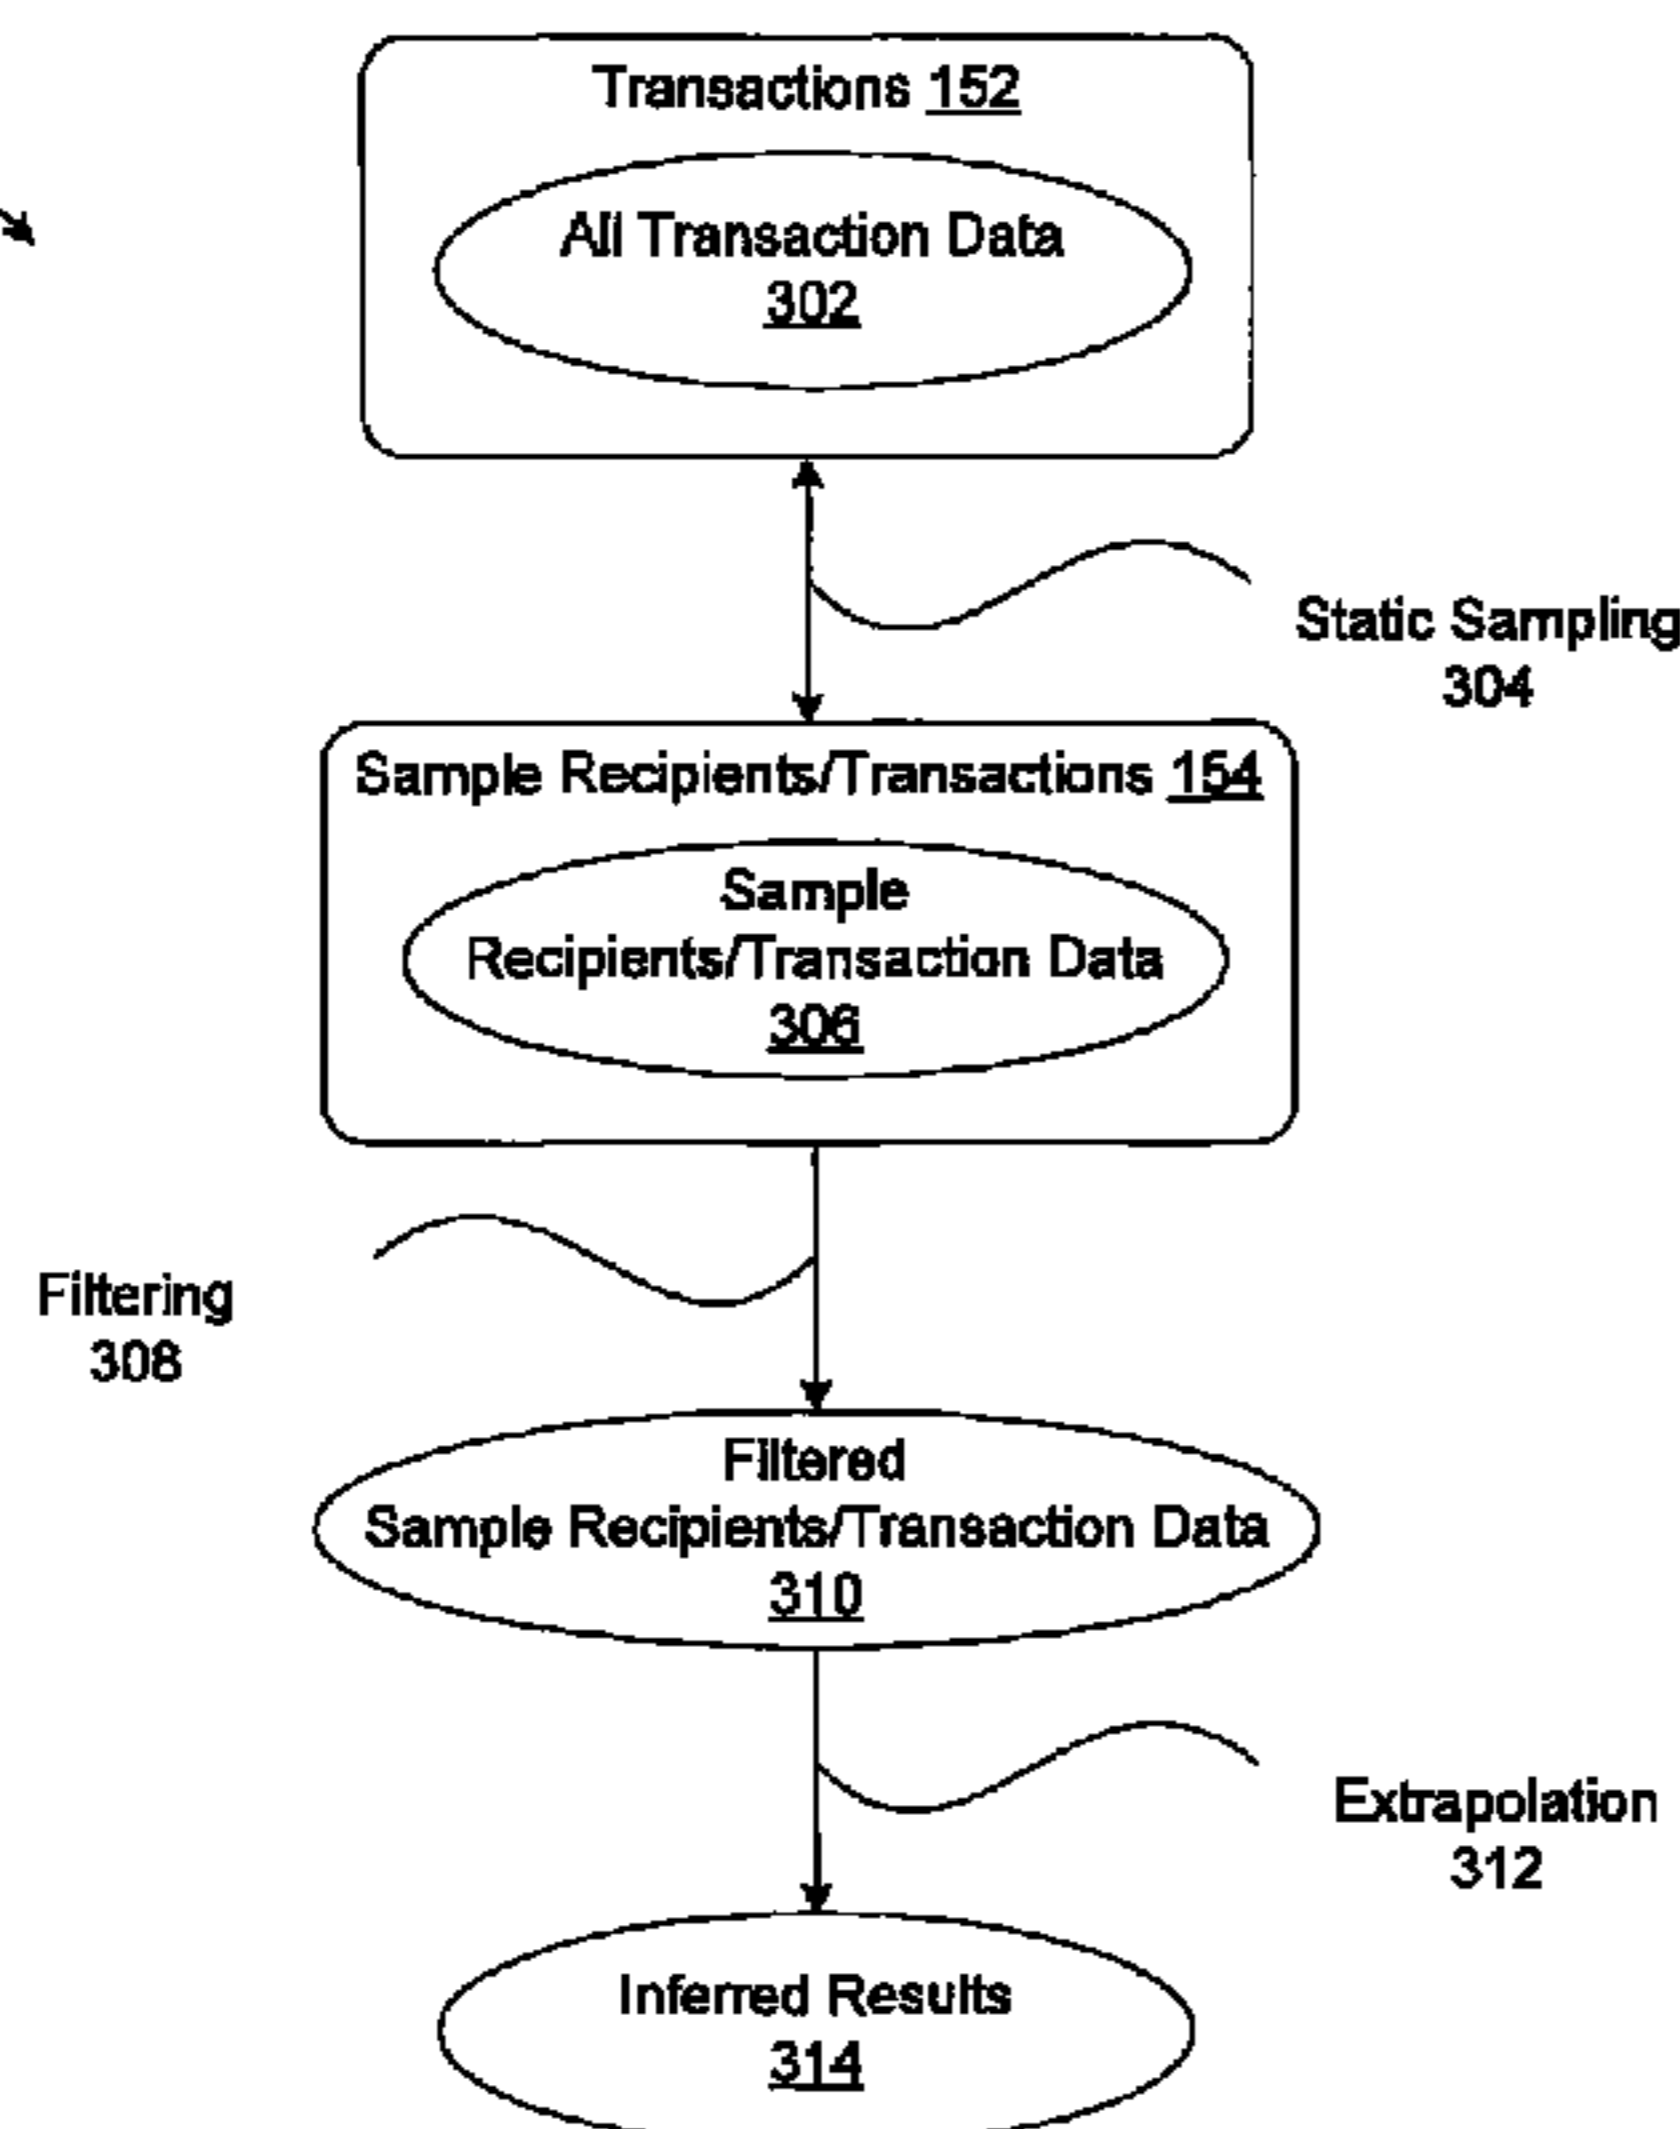 Transactions 152
All Transaction Data
302
Static Sampling
304
Sample Recipients/Transactions 154
Sample
Recipients/Transaction Data
306
Filtering
308
Filtered
Sample Recipients/Transaction Data
310
Extrapolation
312
Inferred Results
314